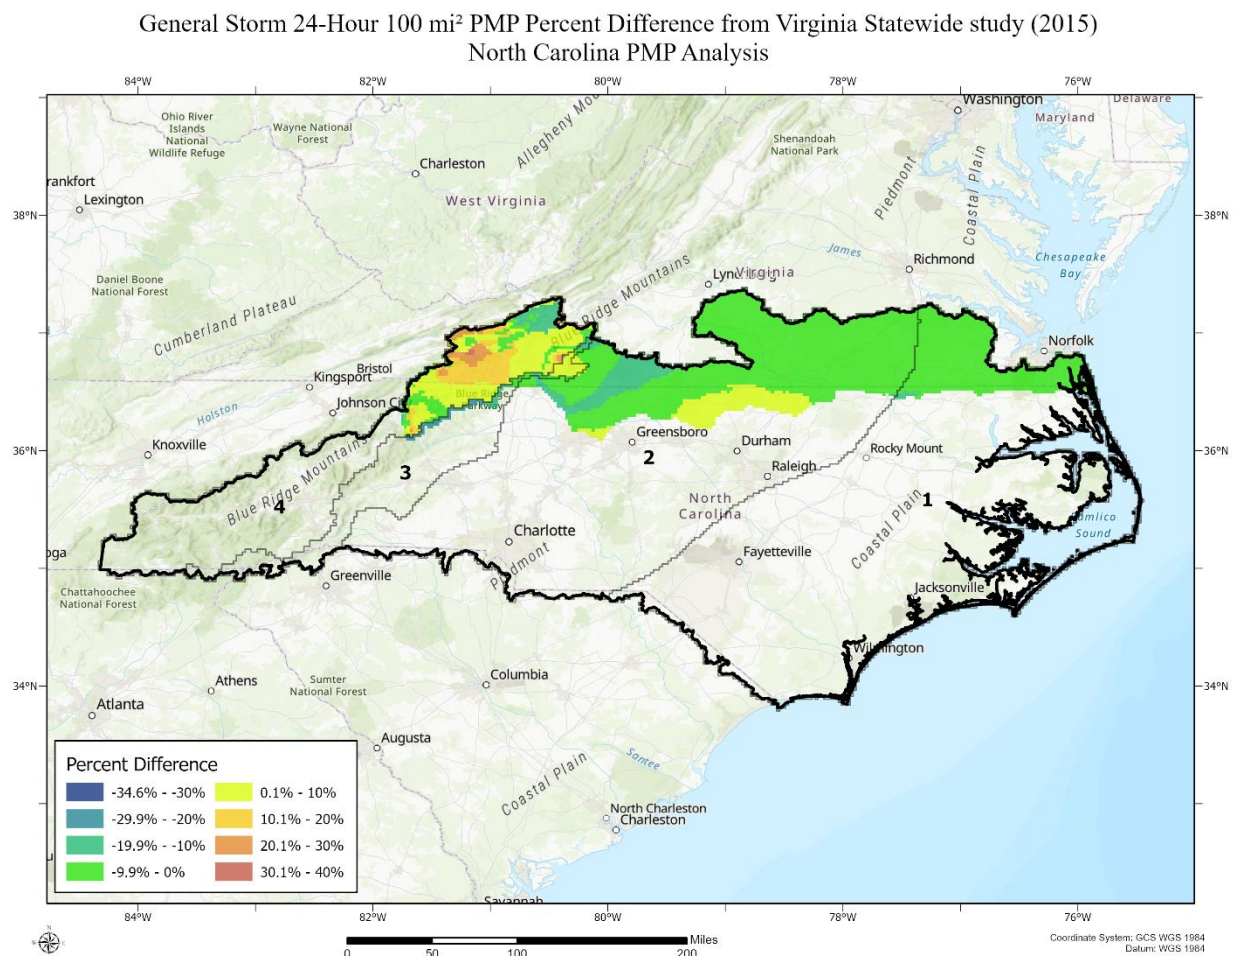 General Storm 24-Hour 100 mi² PMP Percent Difference from Virginia Statewide study (2015)
North Carolina PMP Analysis
84°W
82°W
80°W
78°W
76°W
Washington
Delaware
Maryland
Ohio River
Islands
National
Wildlife Refuge
Wayne National
Forest
Allegheny Mou
Shenandoah
National Park
Charleston
rankfort
Lexington
West Virginia
Piedmont
Coastal Plain
38°N
38°N
James
Richmond
Chesapeake
Bay
Daniel Boone
National Forest
Virginia
Blue Ridge Mountains
Cumberland Plateau
Norfolk
Bristol
Kingsport
Johnson Ci
Blue Ridge
Parkway
Holston
Greensboro
Durham
Knoxville
36°N
36°N
Rocky Mount
2
3
Raleigh
Blue Ridge Mountains
4
North
Carolina
Coastal Plain
1
amlico
Sound
Charlotte
Piedmont
oga
Fayetteville
Greenville
Jacksonville
Chattahoochee
National Forest
Wilmington
Columbia
Athens
Sumter
National Forest
34°N
34°N
Atlanta
Augusta
Santee
Coastal Plain
North Charleston
Charleston
Savannah
Percent Difference
-34.6% - -30%
0.1% - 10%
-29.9% - -20%
10.1% - 20%
-19.9% - -10%
20.1% - 30%
-9.9% - 0%
30.1% - 40%
84°W
82°W
80°W
78°W
76°W
Miles
0
50
100
200
Coordinate System: GCS WGS 1984
Datum: WGS 1984